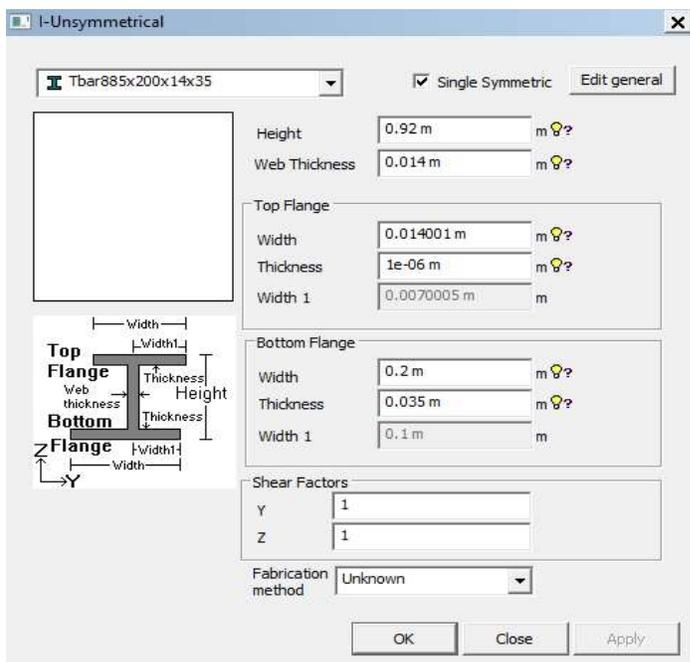 I-Unsymmetrical
Tbar885x200x14x35
Single Symmetric
Edit general
Height 0.92 m m ?
Web Thickness 0.014 m m ?
Top Flange
Width 0.014001 m m ?
Thickness 1e-06 m m ?
Width 1 0.0070005 m m
Width
Top Width1
Flange Thickness
Web thickness Height
Bottom Thickness
Flange Width1
Z Width
Y
Bottom Flange
Width 0.2 m m ?
Thickness 0.035 m m ?
Width 1 0.1 m m
Shear Factors
Y 1
Z 1
Fabrication method Unknown
OK Close Apply